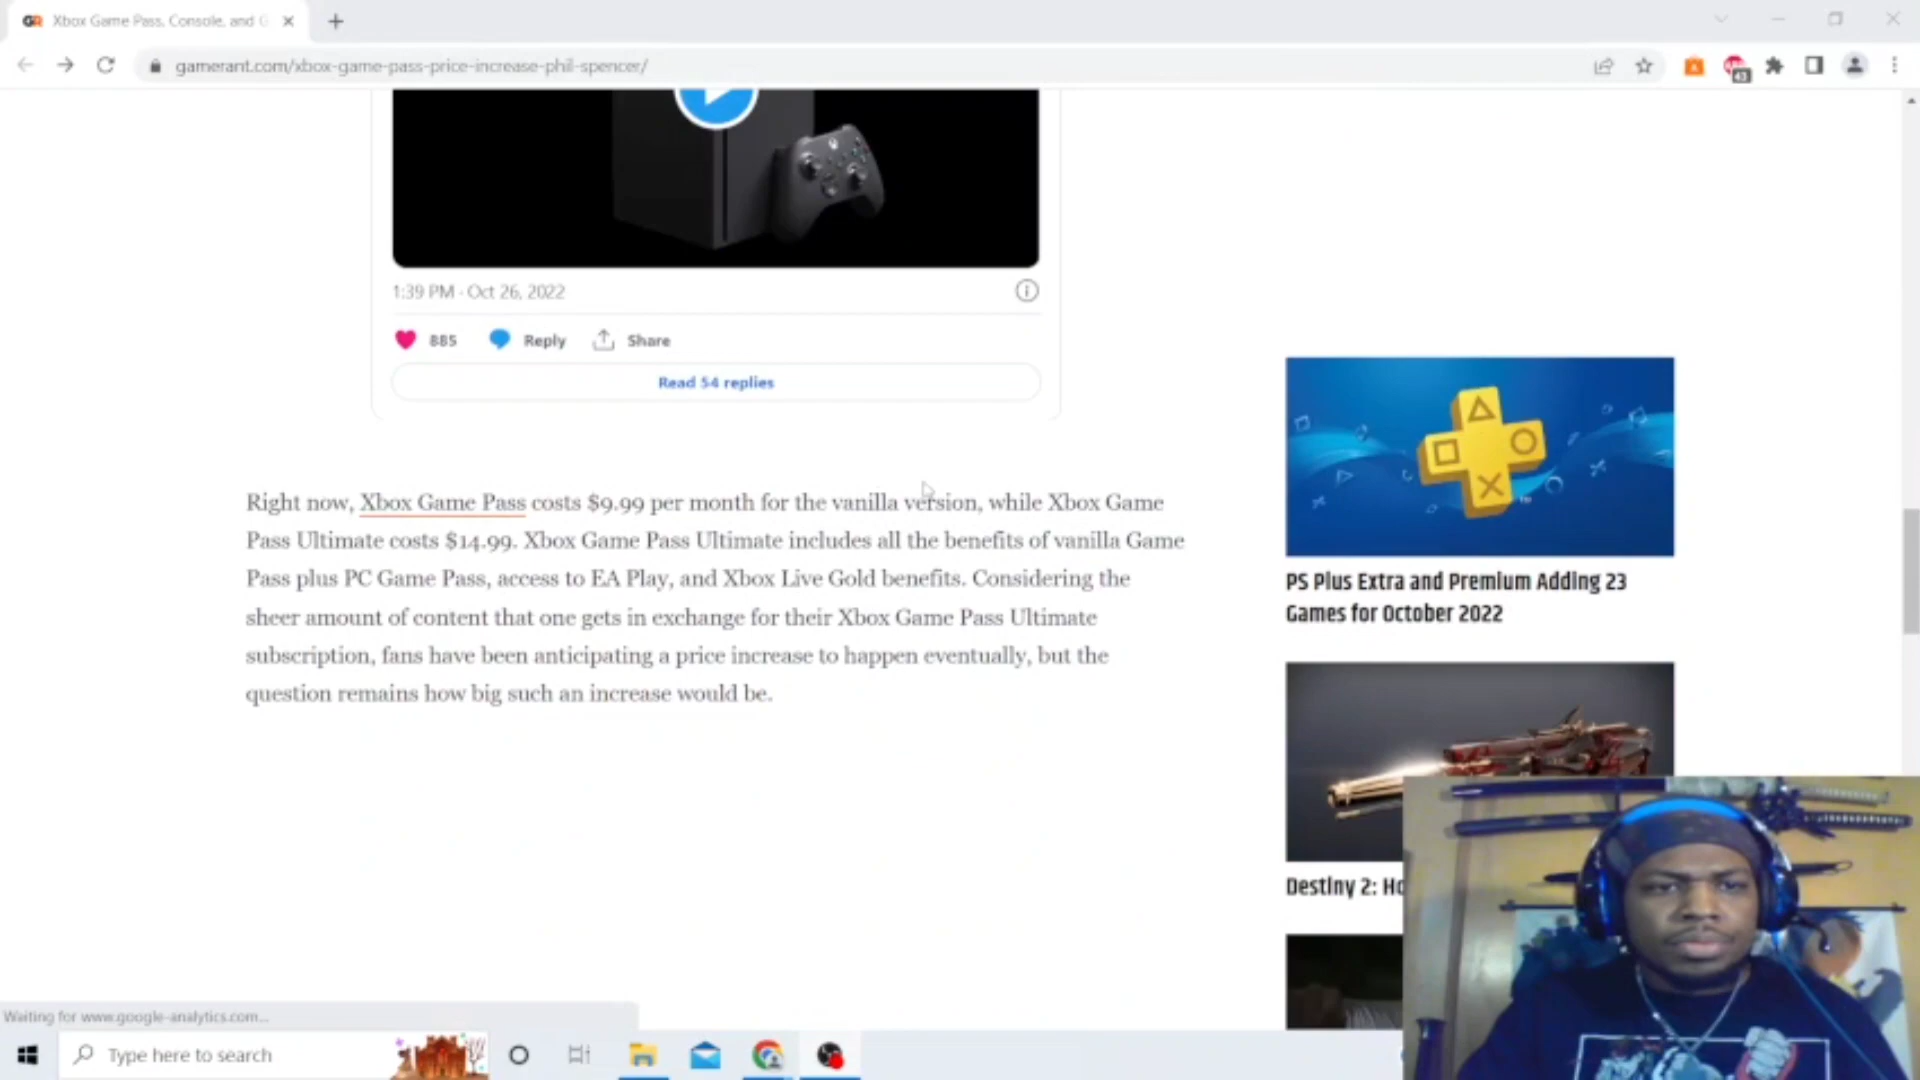 GR Xbox Game Pass, Console, and G
gamerant.com/xbox-game-pass-price-increase-phil-spencer/
43
1:39 PM · Oct 26, 2022
885 Reply Share
Read 54 replies
Right now, Xbox Game Pass costs $9.99 per month for the vanilla version, while Xbox Game
Pass Ultimate costs $14.99. Xbox Game Pass Ultimate includes all the benefits of vanilla Game
Pass plus PC Game Pass, access to EA Play, and Xbox Live Gold benefits. Considering the
sheer amount of content that one gets in exchange for their Xbox Game Pass Ultimate
subscription, fans have been anticipating a price increase to happen eventually, but the
question remains how big such an increase would be.
PS Plus Extra and Premium Adding 23
Games for October 2022
Destiny 2: Ho
Waiting for www.google-analytics.com...
Type here to search